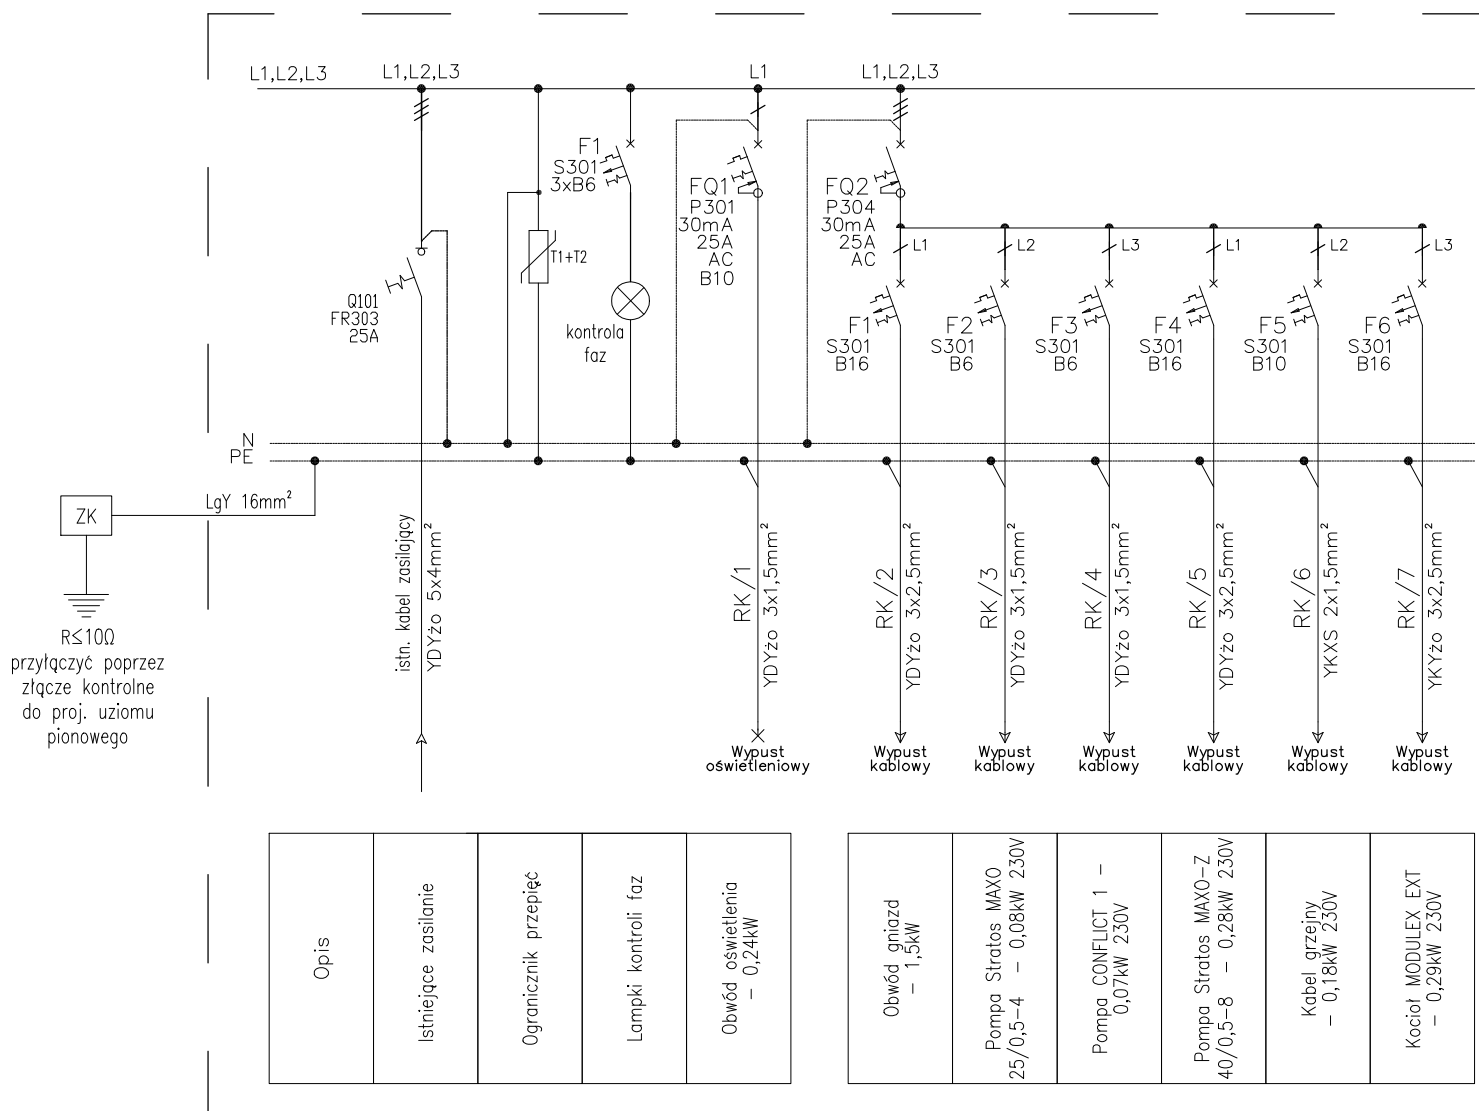 L1,L2,L3
L1,L2,L3
L1
L1,L2,L3
F1
S301
3xB6
FQ1
P301
30mA
25A
AC
B10
FQ2
P304
30mA
25A
AC
L1
L2
L3
L1
L2
L3
T1+T2
Q101
FR303
25A
kontrola
faz
F1
S301
B16
F2
S301
B6
F3
S301
B6
F4
S301
B16
F5
S301
B10
F6
S301
B16
N
PE
ZK
LgY 16mm²
R≤10Ω
przyłączyć poprzez
złącze kontrolne
do proj. uziomu
pionowego
istn. kabel zasilający
YDYżo 5x4mm²
RK/1
YDYżo 3x1,5mm²
RK/2
YDYżo 3x2,5mm²
RK/3
YDYżo 3x1,5mm²
RK/4
YDYżo 3x1,5mm²
RK/5
YDYżo 3x2,5mm²
RK/6
YKXS 2x1,5mm²
RK/7
YKYżo 3x2,5mm²
Wypust
oświetleniowy
Wypust
kablowy
Wypust
kablowy
Wypust
kablowy
Wypust
kablowy
Wypust
kablowy
Wypust
kablowy
Opis
Istniejące zasilanie
Ogranicznik przepięć
Lampki kontroli faz
Obwód oświetlenia
– 0,24kW
Obwód gniazd
– 1,5kW
Pompa Stratos MAXO
25/0,5–4 – 0,08kW 230V
Pompa CONFLICT 1 –
0,07kW 230V
Pompa Stratos MAXO–Z
40/0,5–8 – 0,28kW 230V
Kabel grzejny
– 0,18kW 230V
Kocioł MODULEX EXT
– 0,29kW 230V